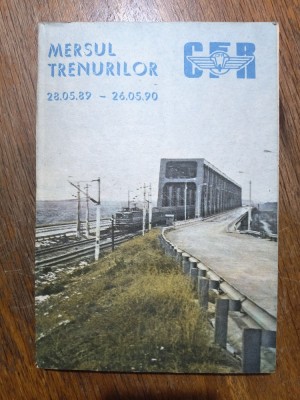 MERSUL
TRENURILOR
CFR
28.05.89 – 26.05.90